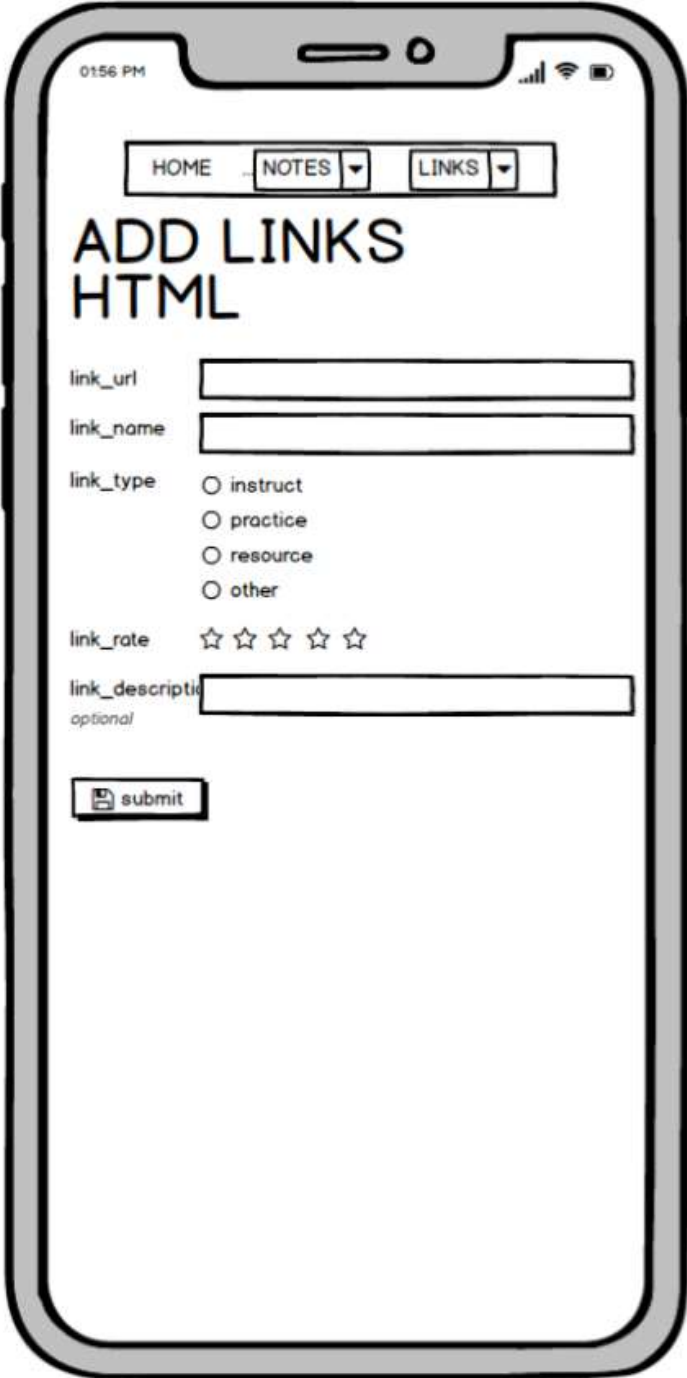 01:56 PM
HOME ... NOTES LINKS
ADD LINKS
HTML
link_url
link_name
link_type
instruct
practice
resource
other
link_rate
link_descriptic
optional
submit